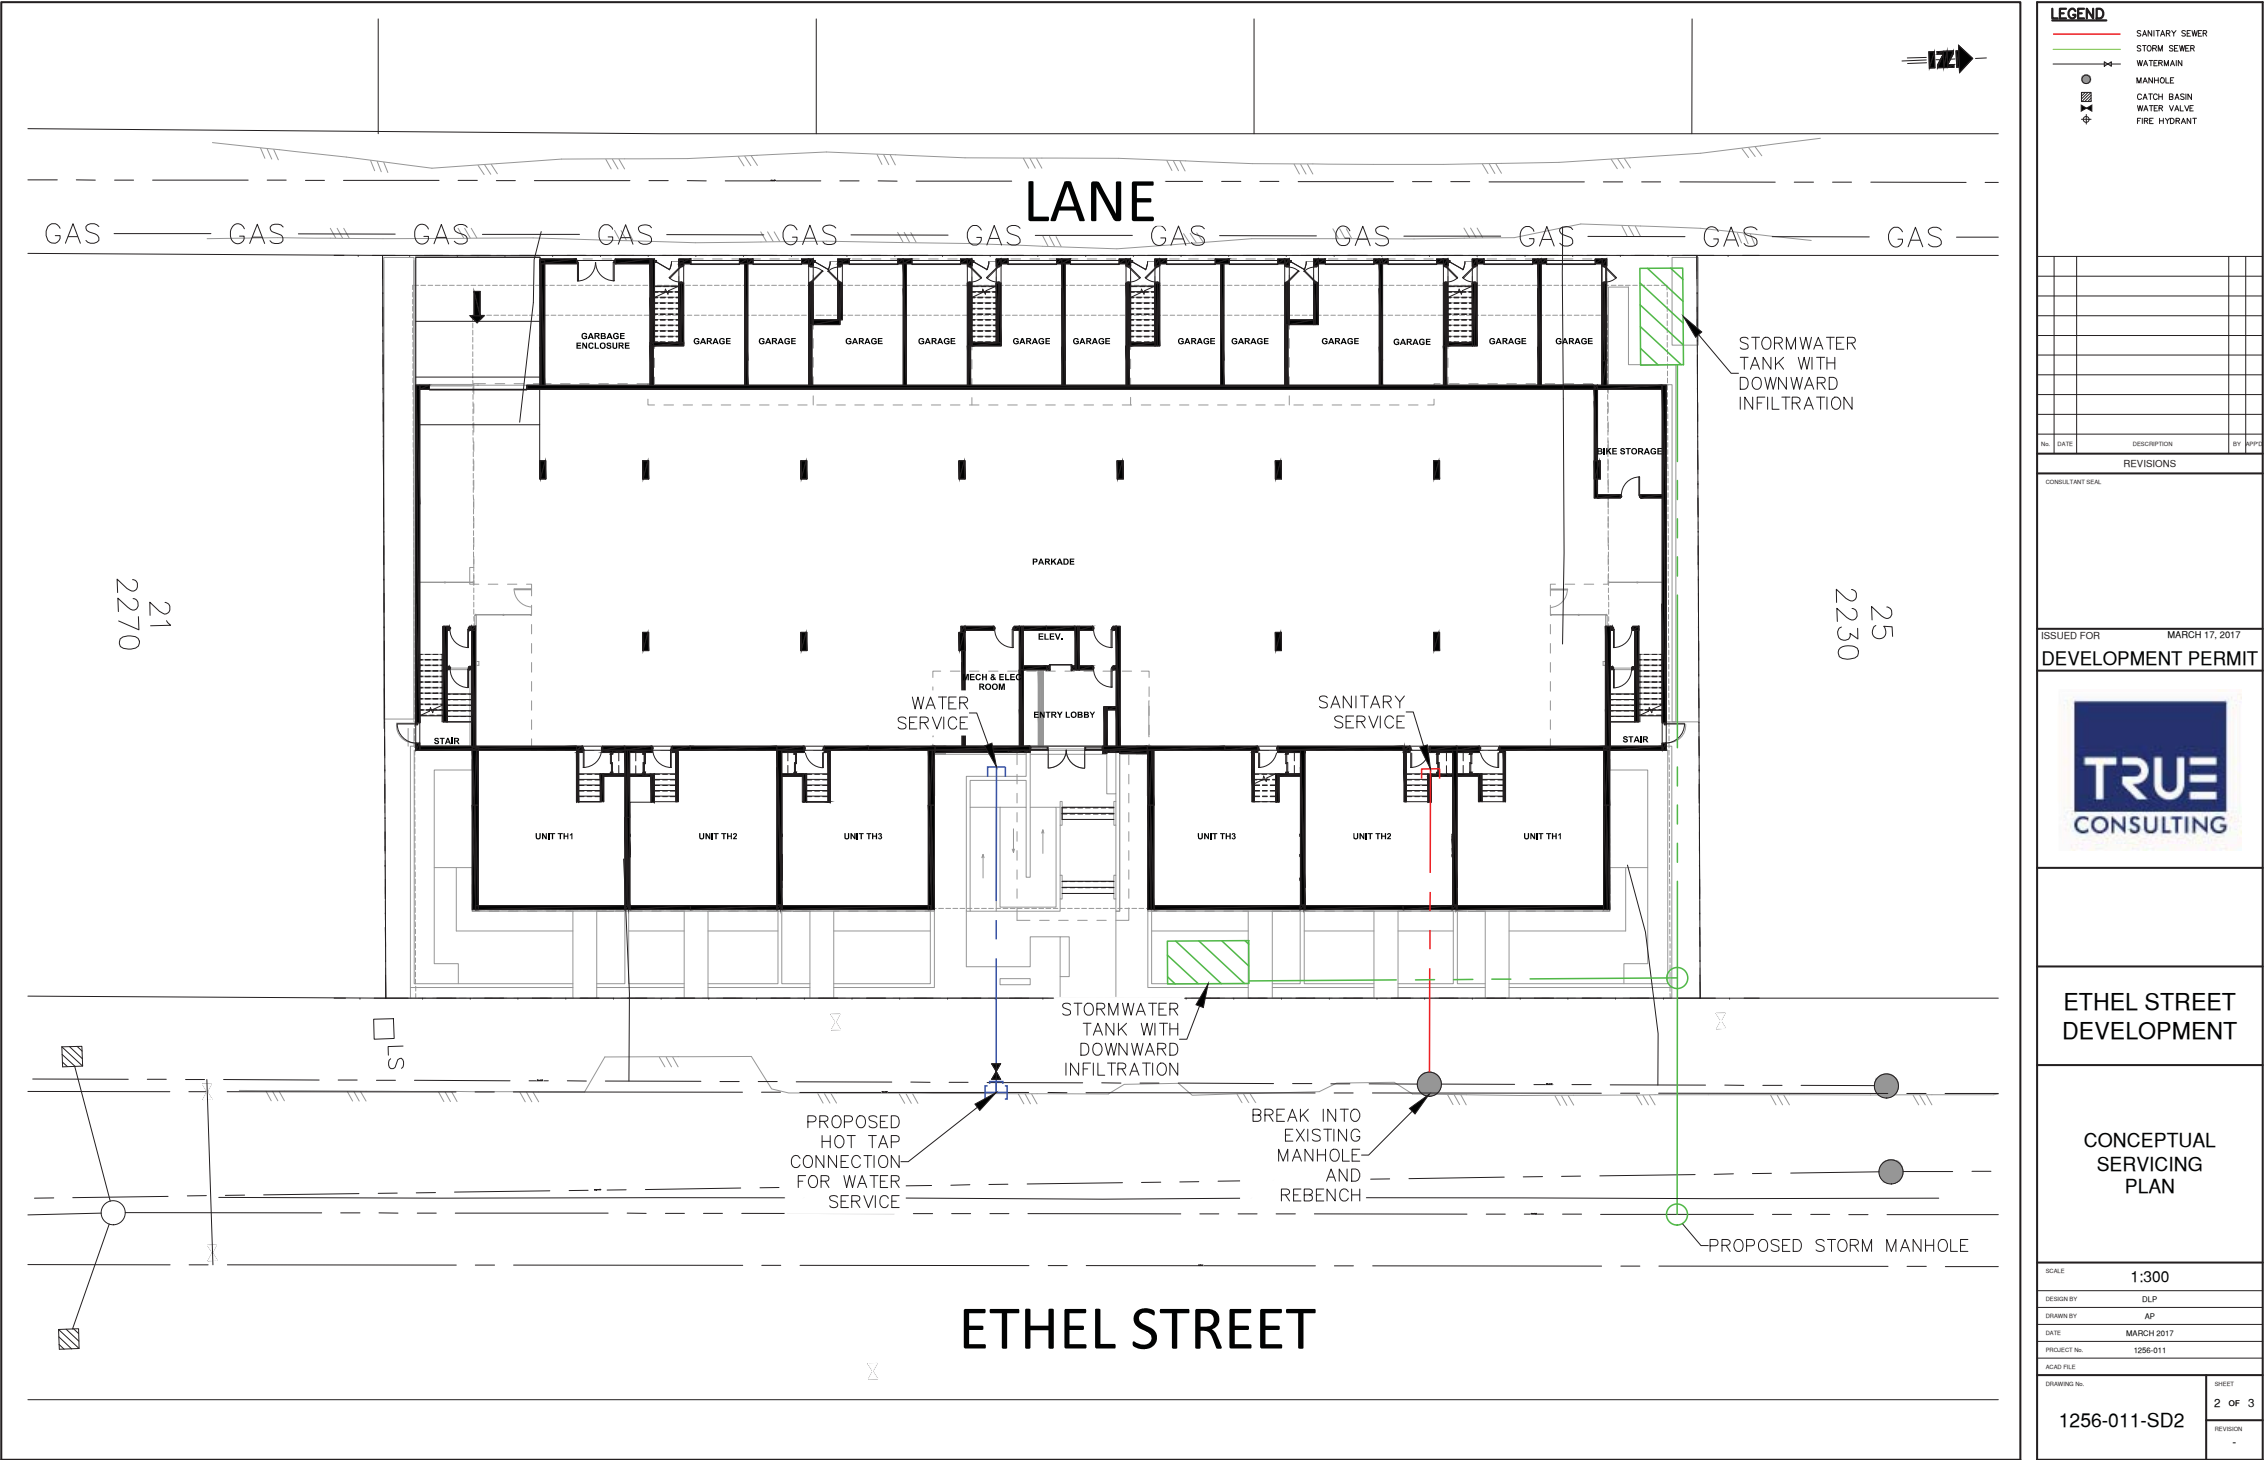 LEGEND
SANITARY SEWER
STORM SEWER
WATERMAIN
MANHOLE
CATCH BASIN
WATER VALVE
FIRE HYDRANT
LANE
GAS GAS GAS GAS GAS GAS GAS GAS GAS GAS GAS
GARBAGE
ENCLOSURE
GARAGE GARAGE GARAGE GARAGE GARAGE GARAGE GARAGE GARAGE GARAGE GARAGE GARAGE GARAGE
STORMWATER
TANK WITH
DOWNWARD
INFILTRATION
BIKE STORAGE
PARKADE
21
2270
25
2230
ELEV.
MECH & ELEC
ROOM
ENTRY LOBBY
WATER
SERVICE
SANITARY
SERVICE
STAIR
STAIR
UNIT TH1 UNIT TH2 UNIT TH3 UNIT TH3 UNIT TH2 UNIT TH1
STORMWATER
TANK WITH
DOWNWARD
INFILTRATION
LS
PROPOSED
HOT TAP
CONNECTION
FOR WATER
SERVICE
BREAK INTO
EXISTING
MANHOLE
AND
REBENCH
PROPOSED STORM MANHOLE
ETHEL STREET
No. DATE DESCRIPTION BY APP'D
REVISIONS
CONSULTANT SEAL
ISSUED FOR MARCH 17, 2017
DEVELOPMENT PERMIT
TRUE
CONSULTING
ETHEL STREET
DEVELOPMENT
CONCEPTUAL
SERVICING
PLAN
SCALE 1:300
DESIGN BY DLP
DRAWN BY AP
DATE MARCH 2017
PROJECT No. 1256-011
ACAD FILE
DRAWING No.
1256-011-SD2
SHEET
2 OF 3
REVISION
-